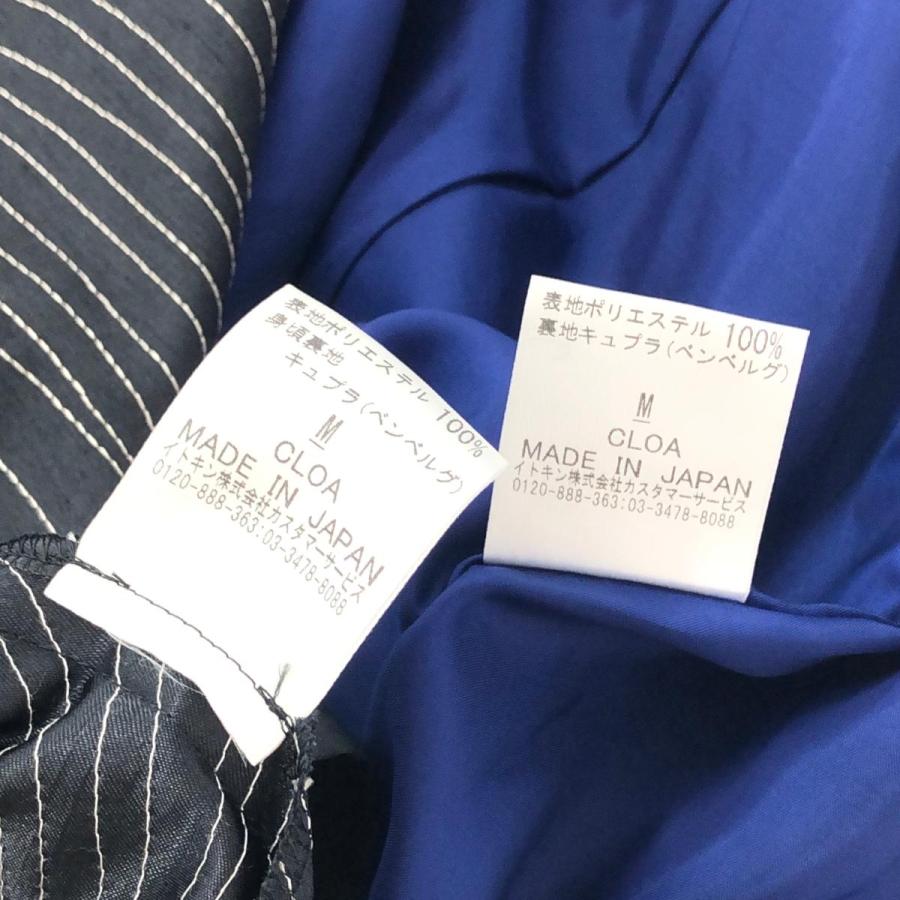 表地ポリエステル 100%
身頃裏地
キュプラ(ベンベルグ)
M
CLOA
MADE IN JAPAN
イトキン株式会社カスタマーサービス
0120-888-363:03-3478-8088
表地ポリエステル 100%
裏地キュプラ(ベンベルグ)
M
CLOA
MADE IN JAPAN
イトキン株式会社カスタマーサービス
0120-888-363:03-3478-8088